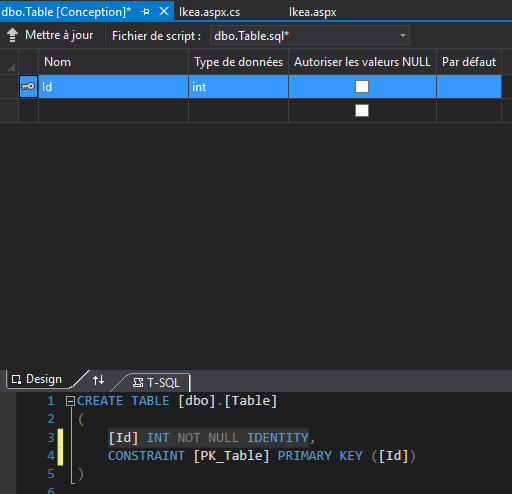 dbo.Table [Conception]* Ikea.aspx.cs Ikea.aspx
Mettre à jour Fichier de script : dbo.Table.sql*
Nom Type de données Autoriser les valeurs NULL Par défaut
Id int
Design T-SQL
1 CREATE TABLE [dbo].[Table]
2 (
3 [Id] INT NOT NULL IDENTITY,
4 CONSTRAINT [PK_Table] PRIMARY KEY ([Id])
5 )
6